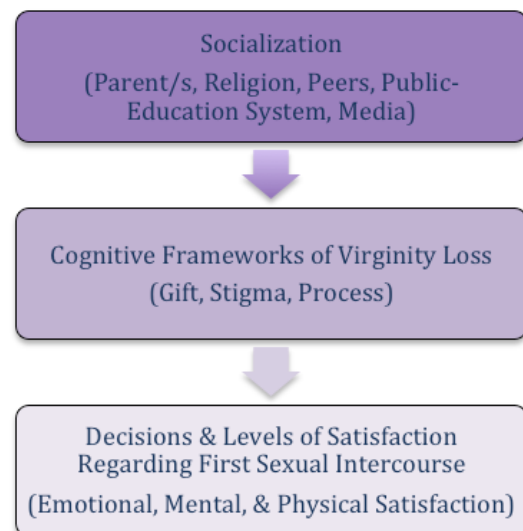 Socialization
(Parent/s, Religion, Peers, Public-
Education System, Media)
Cognitive Frameworks of Virginity Loss
(Gift, Stigma, Process)
Decisions & Levels of Satisfaction
Regarding First Sexual Intercourse
(Emotional, Mental, & Physical Satisfaction)